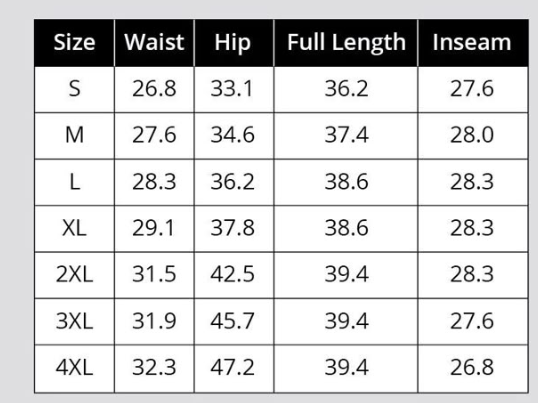 Size Waist Hip Full Length Inseam
S 26.8 33.1 36.2 27.6
M 27.6 34.6 37.4 28.0
L 28.3 36.2 38.6 28.3
XL 29.1 37.8 38.6 28.3
2XL 31.5 42.5 39.4 28.3
3XL 31.9 45.7 39.4 27.6
4XL 32.3 47.2 39.4 26.8